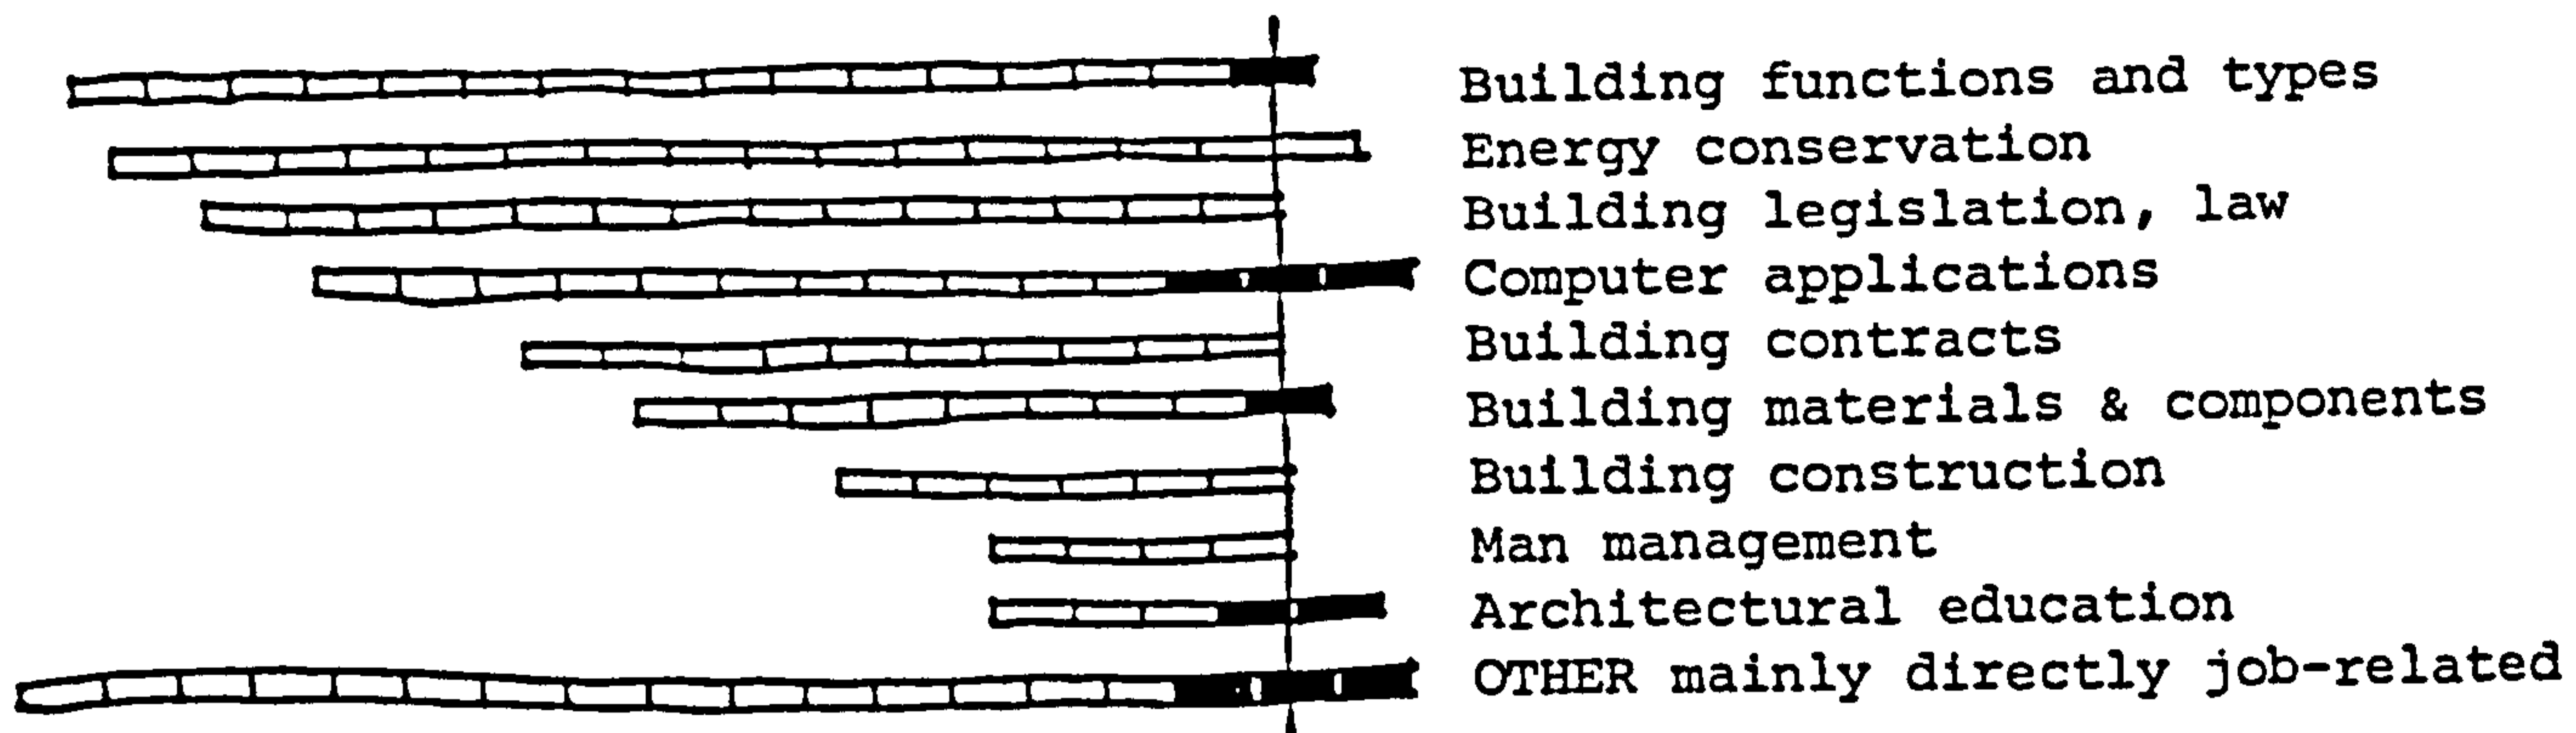 Building functions and types
Energy conservation
Building legislation, law
Computer applications
Building contracts
Building materials & components
Building construction
Man management
Architectural education
OTHER mainly directly job-related